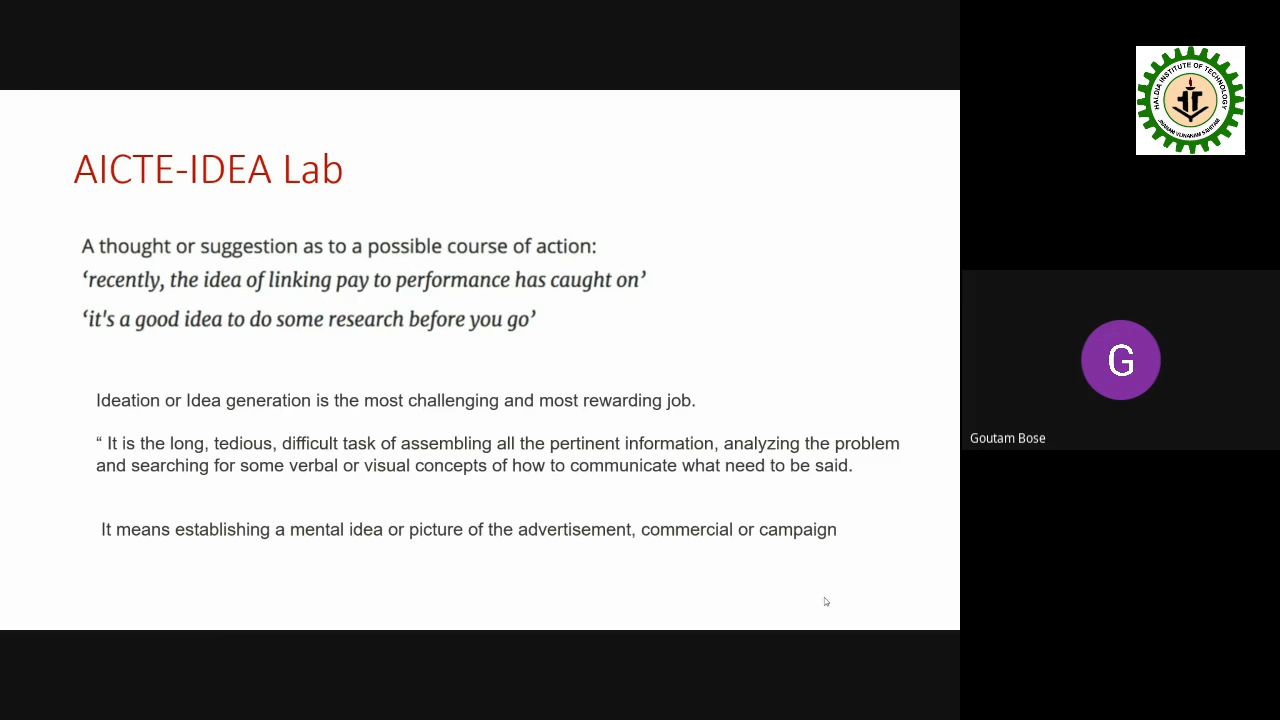 AICTE-IDEA Lab
A thought or suggestion as to a possible course of action:
‘recently, the idea of linking pay to performance has caught on’
‘it's a good idea to do some research before you go’
Ideation or Idea generation is the most challenging and most rewarding job.
“ It is the long, tedious, difficult task of assembling all the pertinent information, analyzing the problem
and searching for some verbal or visual concepts of how to communicate what need to be said.
It means establishing a mental idea or picture of the advertisement, commercial or campaign
HALDIA INSTITUTE OF TECHNOLOGY
G
Goutam Bose